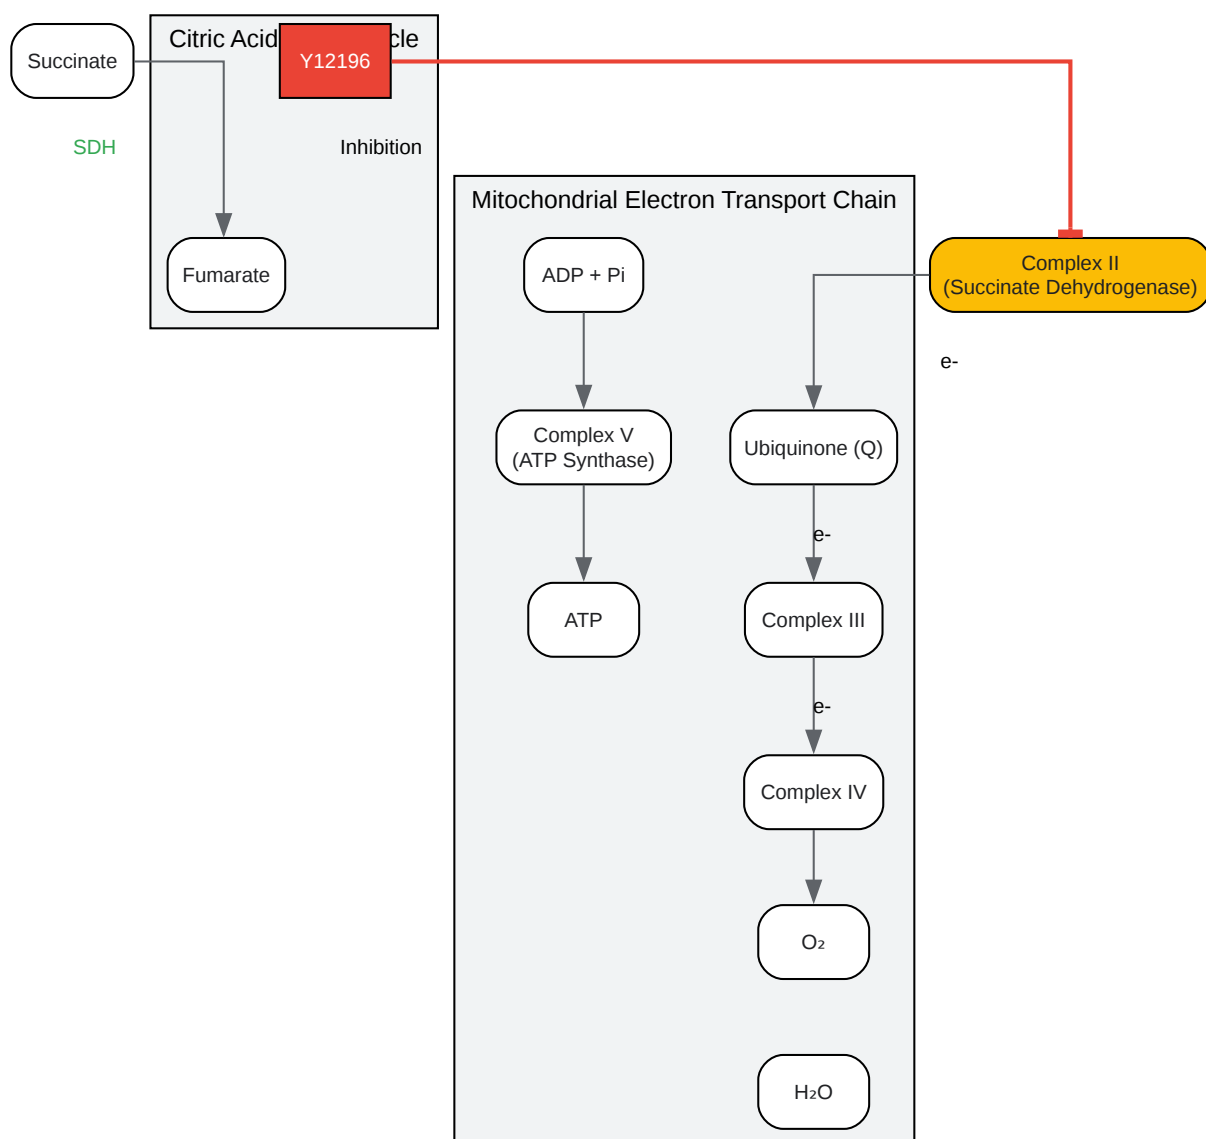 Succinate
Citric Acid cle
Y12196
SDH
Inhibition
Mitochondrial Electron Transport Chain
Fumarate
ADP + Pi
Complex II
(Succinate Dehydrogenase)
e-
Complex V
(ATP Synthase)
Ubiquinone (Q)
e-
ATP
Complex III
e-
Complex IV
O₂
H₂O